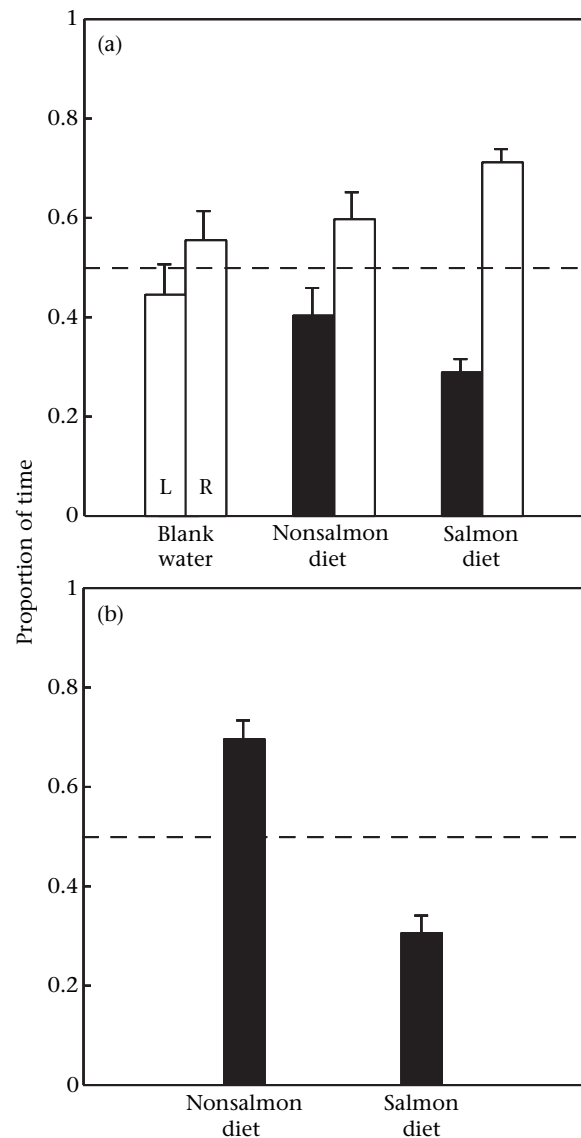 Proportion of time
(a)
1
0.8
0.6
0.4
0.2
0
L R
Blank
water
Nonsalmon
diet
Salmon
diet
(b)
1
0.8
0.6
0.4
0.2
0
Nonsalmon
diet
Salmon
diet